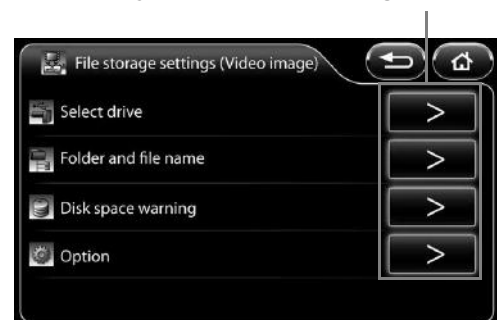 File storage settings (Video image)
Select drive
>
Folder and file name
>
Disk space warning
>
Option
>